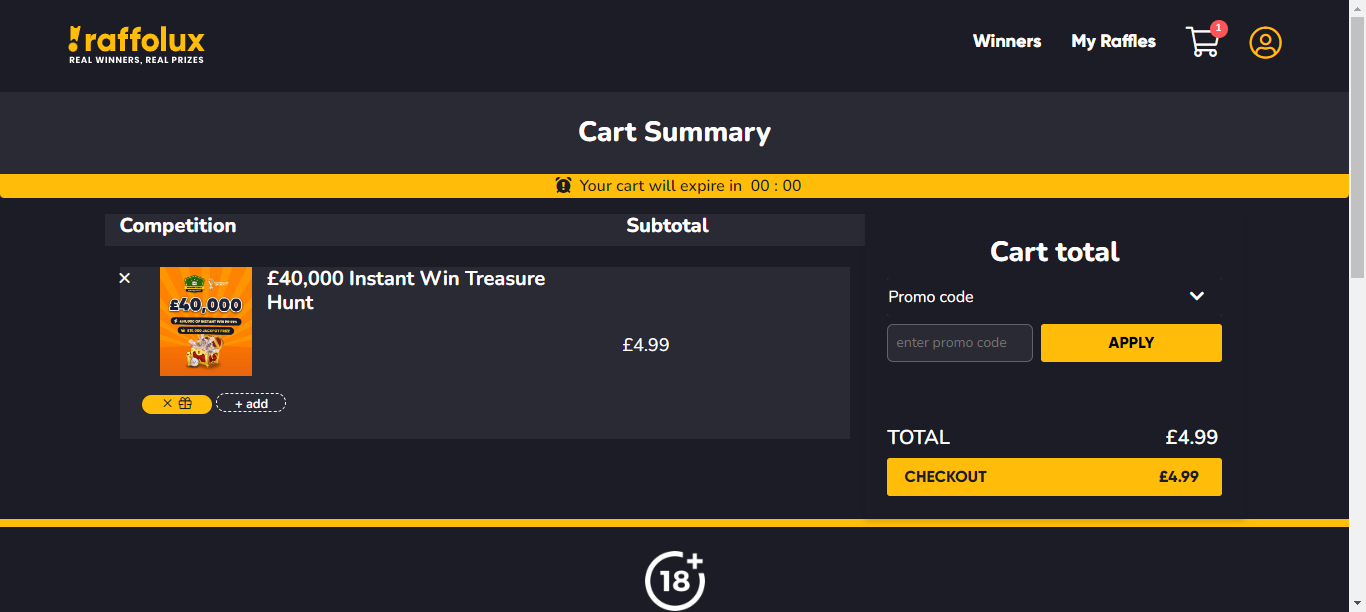 raffolux
REAL WINNERS, REAL PRIZES
Winners
My Raffles
1
Cart Summary
Your cart will expire in 00 : 00
Competition
Subtotal
£40,000
£40,000 Instant Win Treasure
Hunt
£4.99
+ add
Cart total
Promo code
enter promo code
APPLY
TOTAL
£4.99
CHECKOUT
£4.99
18+